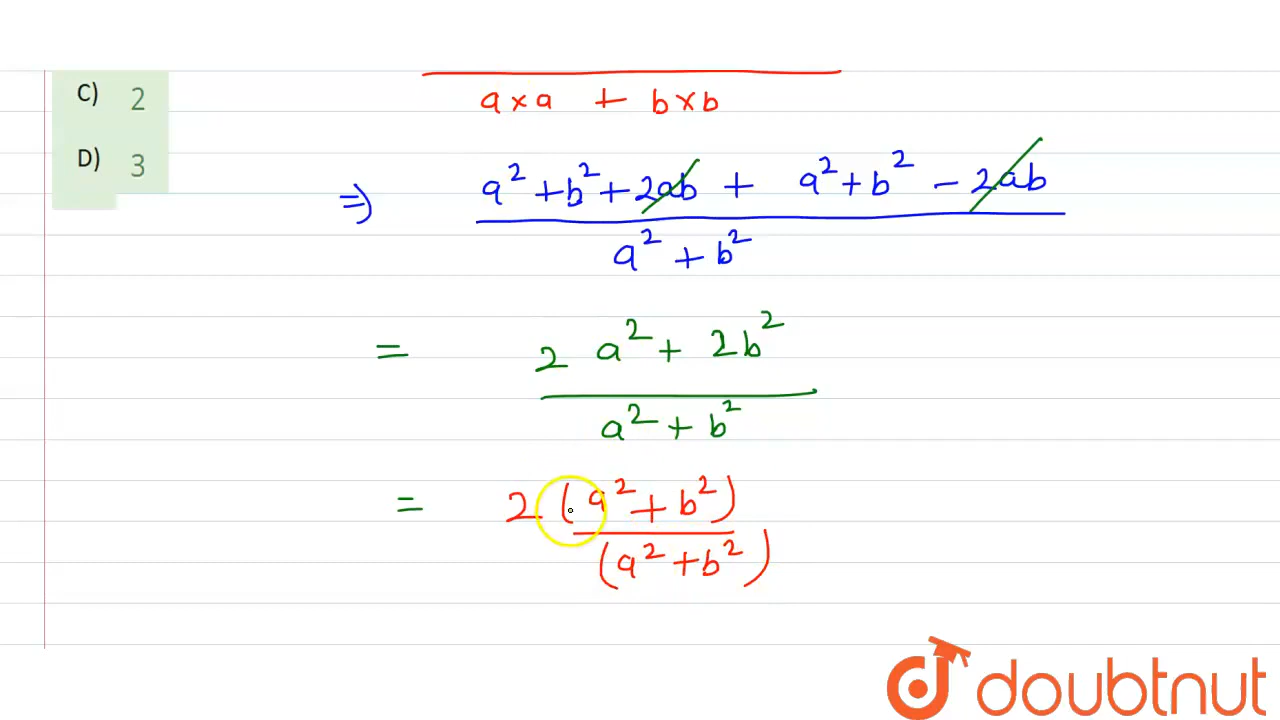 C) 2
a × a + b × b
D) 3
⇒ a² + b² + 2ab + a² + b² − 2ab
a² + b²
= 2 a² + 2b²
a² + b²
= 2 (a² + b²)
(a² + b²)
doubtnut